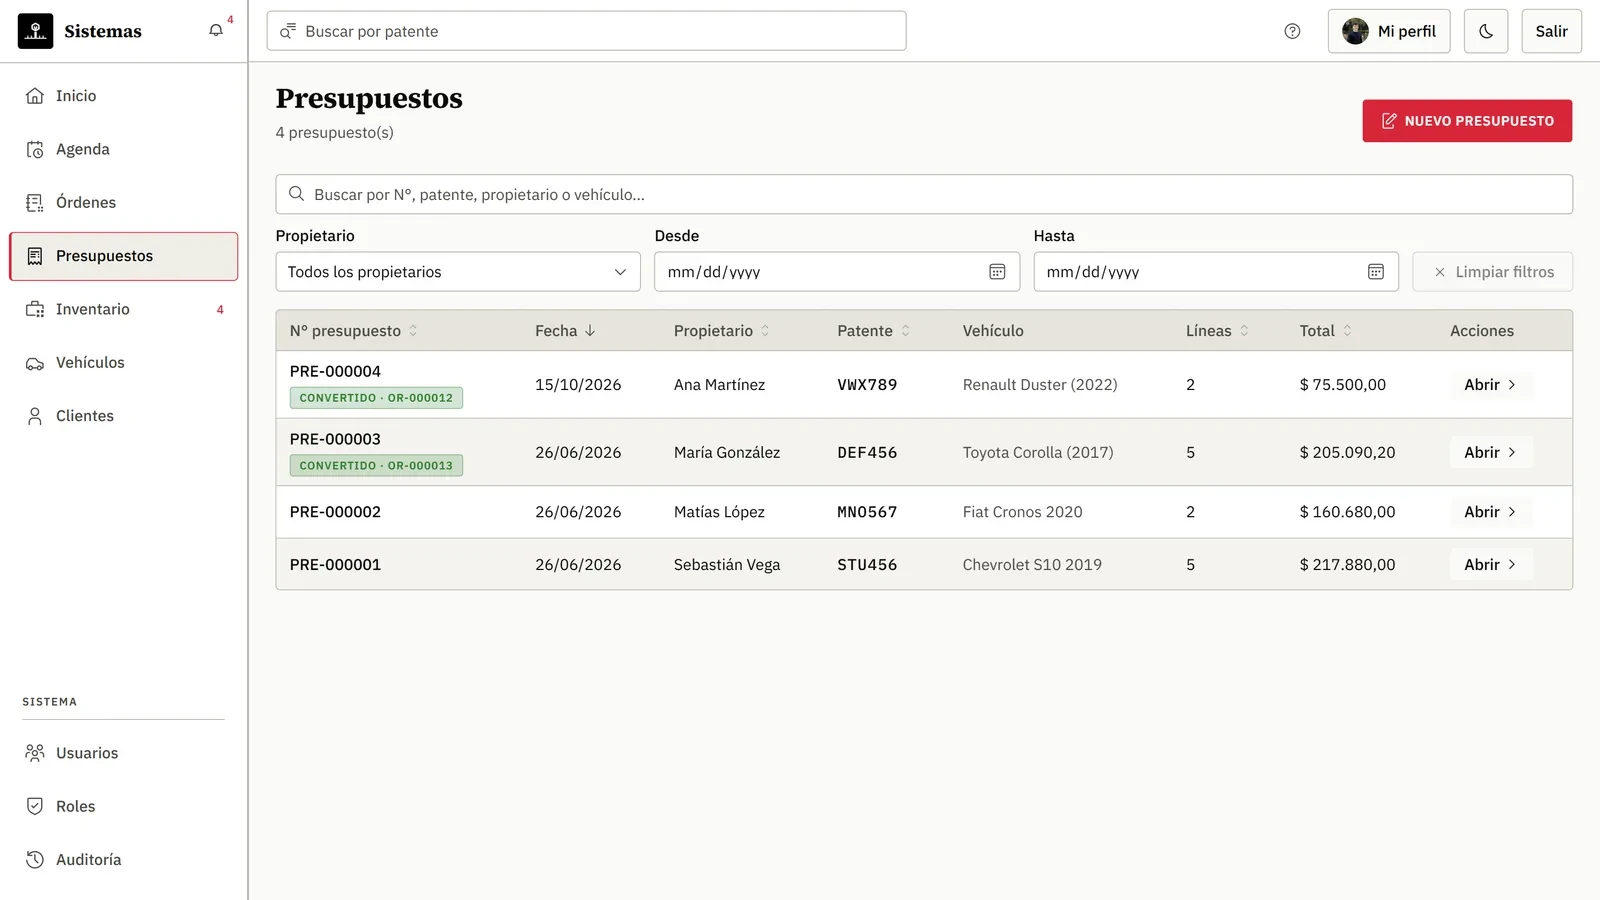 Sistemas
4
Buscar por patente
Mi perfil
Salir
Inicio
Agenda
Órdenes
Presupuestos
Inventario
4
Vehículos
Clientes
SISTEMA
Usuarios
Roles
Auditoría
Presupuestos
4 presupuesto(s)
NUEVO PRESUPUESTO
Buscar por N°, patente, propietario o vehículo...
Propietario
Desde
Hasta
Todos los propietarios
mm/dd/yyyy
mm/dd/yyyy
Limpiar filtros
N° presupuesto Fecha Propietario Patente Vehículo Líneas Total Acciones
PRE-000004
CONVERTIDO · OR-000012
15/10/2026 Ana Martínez VWX789 Renault Duster (2022) 2 $ 75.500,00 Abrir
PRE-000003
CONVERTIDO · OR-000013
26/06/2026 María González DEF456 Toyota Corolla (2017) 5 $ 205.090,20 Abrir
PRE-000002 26/06/2026 Matías López MNO567 Fiat Cronos 2020 2 $ 160.680,00 Abrir
PRE-000001 26/06/2026 Sebastián Vega STU456 Chevrolet S10 2019 5 $ 217.880,00 Abrir